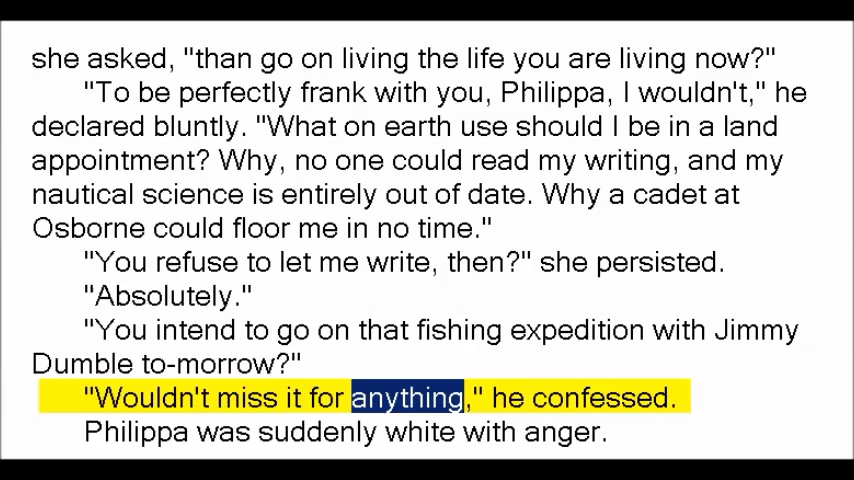 she asked, "than go on living the life you are living now?"
"To be perfectly frank with you, Philippa, I wouldn't," he
declared bluntly. "What on earth use should I be in a land
appointment? Why, no one could read my writing, and my
nautical science is entirely out of date. Why a cadet at
Osborne could floor me in no time."
"You refuse to let me write, then?" she persisted.
"Absolutely."
"You intend to go on that fishing expedition with Jimmy
Dumble to-morrow?"
"Wouldn't miss it for anything," he confessed.
Philippa was suddenly white with anger.